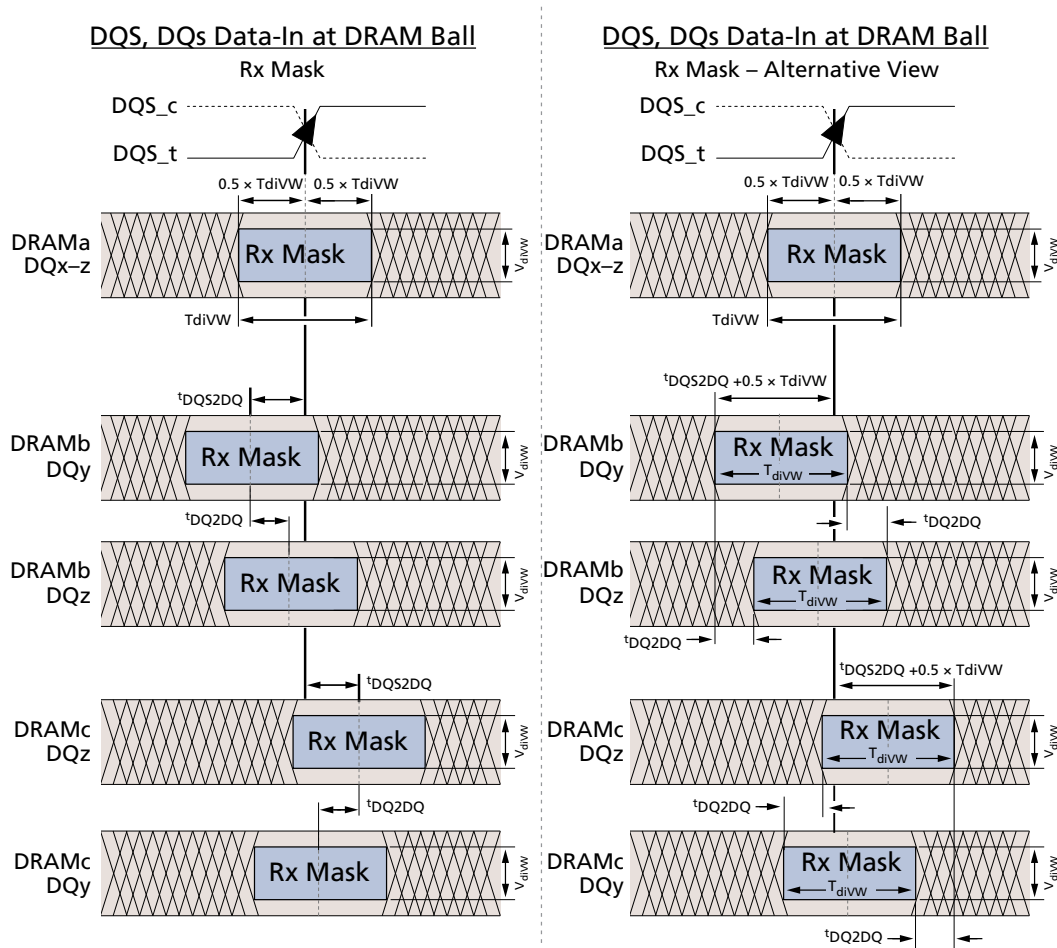 DQS, DQs Data-In at DRAM Ball
Rx Mask
DQS_c
DQS_t
0.5 × TdiVW 0.5 × TdiVW
DRAMa
DQx–z
Rx Mask
VdiVW
TdiVW
tDQS2DQ
DRAMb
DQy
Rx Mask
VdiVW
tDQ2DQ
DRAMb
DQz
Rx Mask
VdiVW
tDQS2DQ
DRAMc
DQz
Rx Mask
VdiVW
tDQ2DQ
DRAMc
DQy
Rx Mask
VdiVW
DQS, DQs Data-In at DRAM Ball
Rx Mask – Alternative View
DQS_c
DQS_t
0.5 × TdiVW 0.5 × TdiVW
DRAMa
DQx–z
Rx Mask
VdiVW
TdiVW
tDQS2DQ +0.5 × TdiVW
DRAMb
DQy
Rx Mask
TdiVW
VdiVW
tDQ2DQ
DRAMb
DQz
Rx Mask
TdiVW
VdiVW
tDQ2DQ
tDQS2DQ +0.5 × TdiVW
DRAMc
DQz
Rx Mask
TdiVW
VdiVW
tDQ2DQ
DRAMc
DQy
Rx Mask
TdiVW
VdiVW
tDQ2DQ